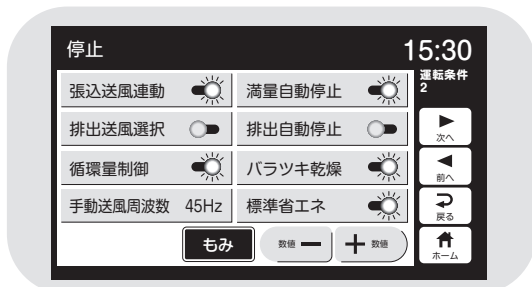 停止 15:30
運転条件
2
張込送風連動 満量自動停止
排出送風選択 排出自動停止
次へ
循環量制御 バラツキ乾燥
前へ
手動送風周波数 45Hz 標準省エネ
戻る
もみ 数値 ー ＋ 数値
ホーム